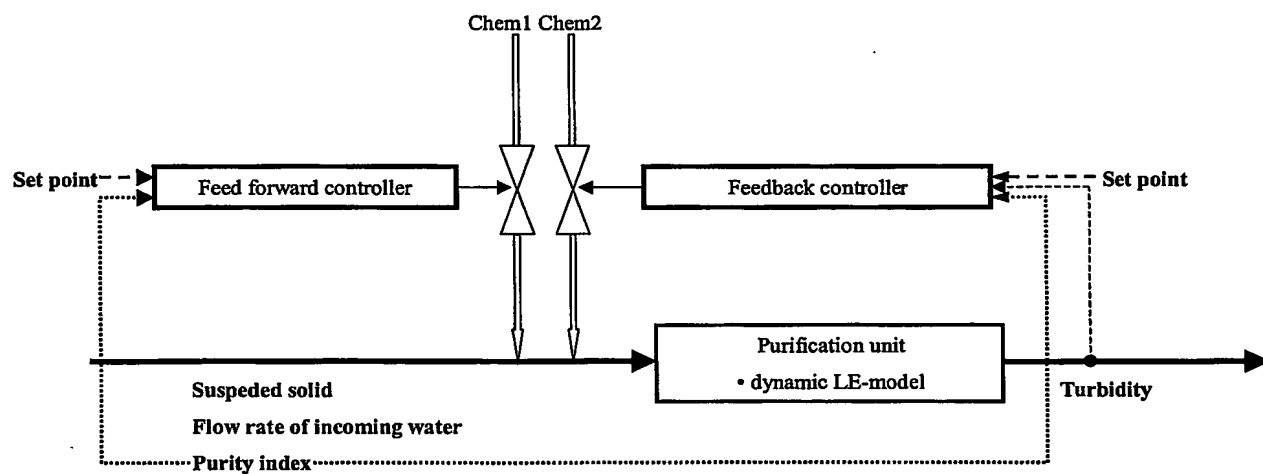 Chem1 Chem2
Set point
Feed forward controller
Feedback controller
Set point
Purification unit
• dynamic LE-model
Suspeded solid
Turbidity
Flow rate of incoming water
Purity index